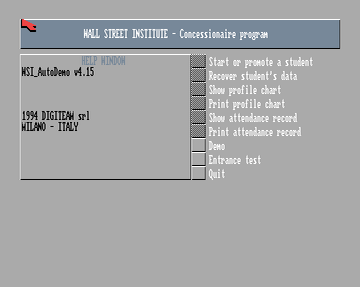 WALL STREET INSTITUTE - Concessionaire program
HELP WINDOW
WSI_AutoDemo v4.15
1994 DIGITEAM srl
MILANO - ITALY
Start or promote a student
Recover student's data
Show profile chart
Print profile chart
Show attendance record
Print attendance record
Demo
Entrance test
Quit